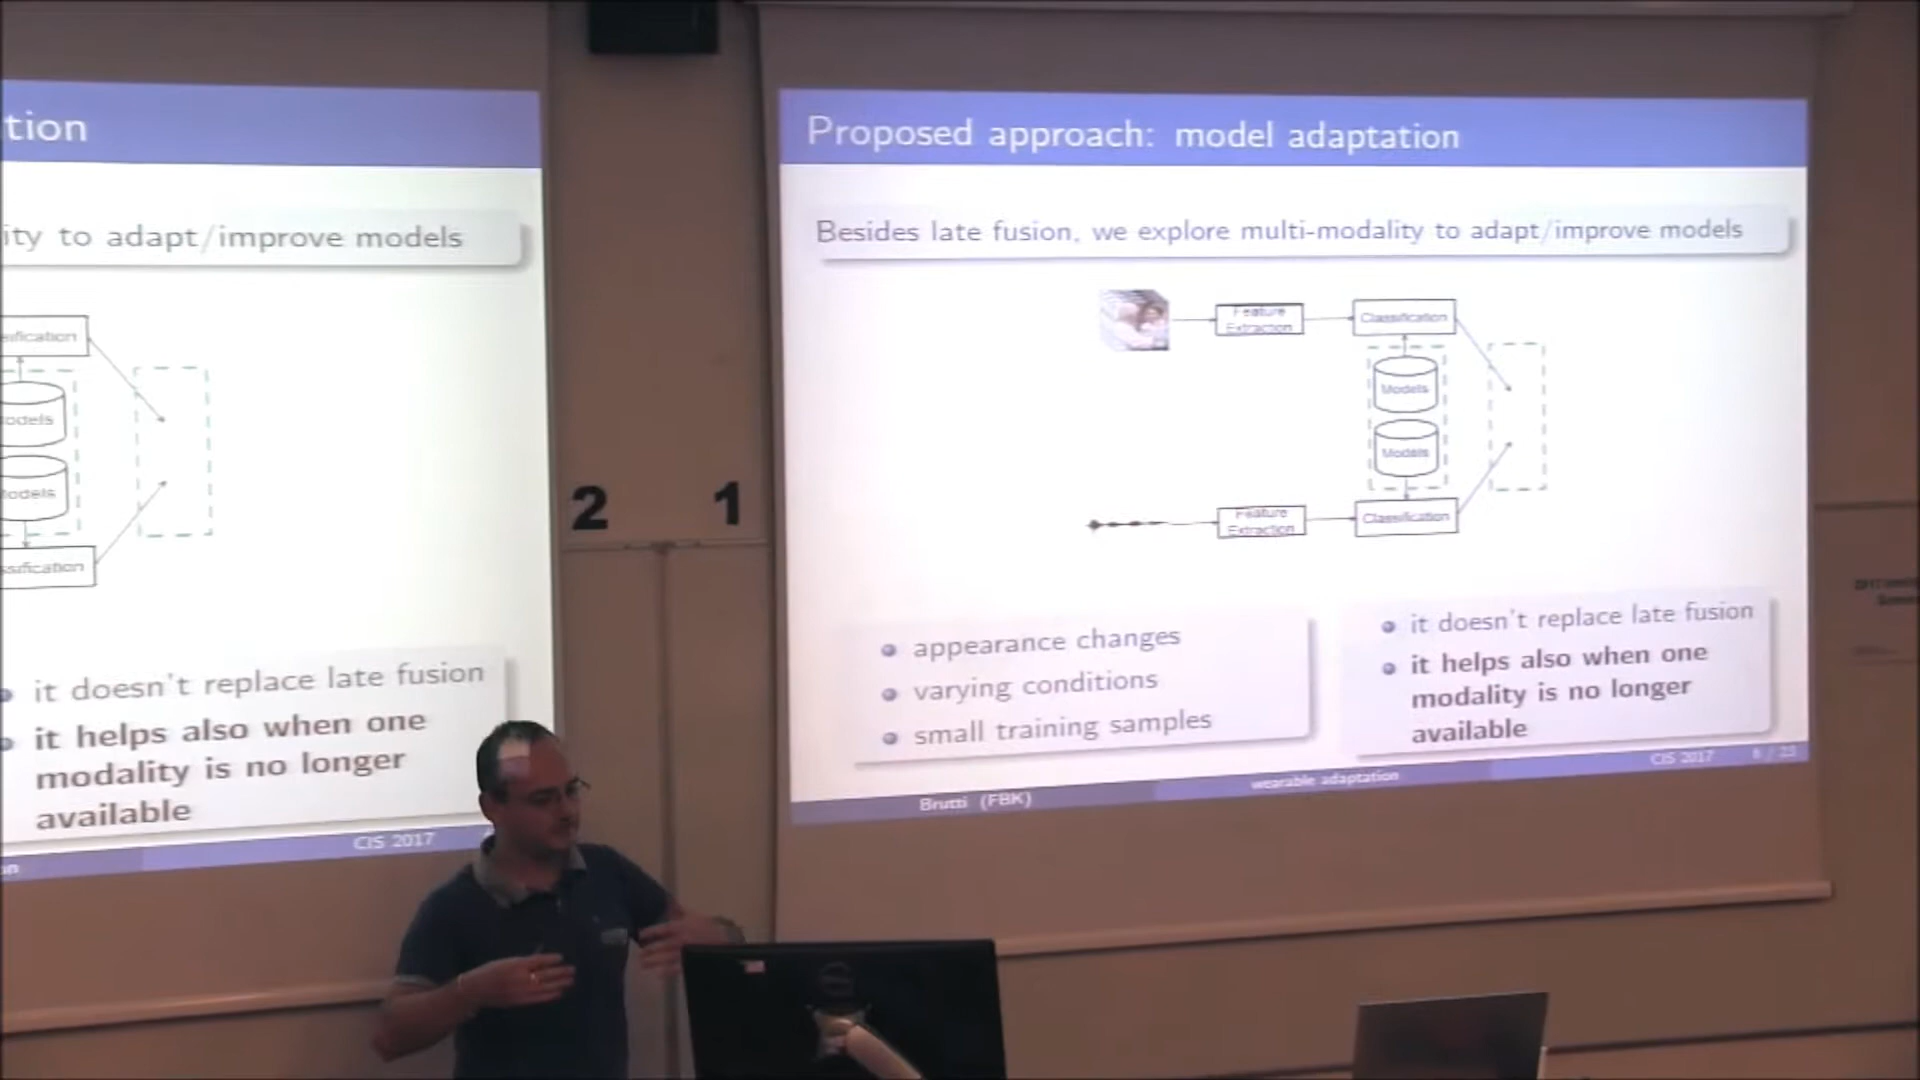 tion
ity to adapt/improve models
sification
odels
odels
ssification
it doesn't replace late fusion
it helps also when one
modality is no longer
available
CIS 2017
2 1
Proposed approach: model adaptation
Besides late fusion, we explore multi-modality to adapt/improve models
Feature
Extraction
Classification
Models
Models
Feature
Extraction
Classification
appearance changes
varying conditions
small training samples
it doesn't replace late fusion
it helps also when one
modality is no longer
available
Brutti (FBK)
wearable adaptation
CIS 2017